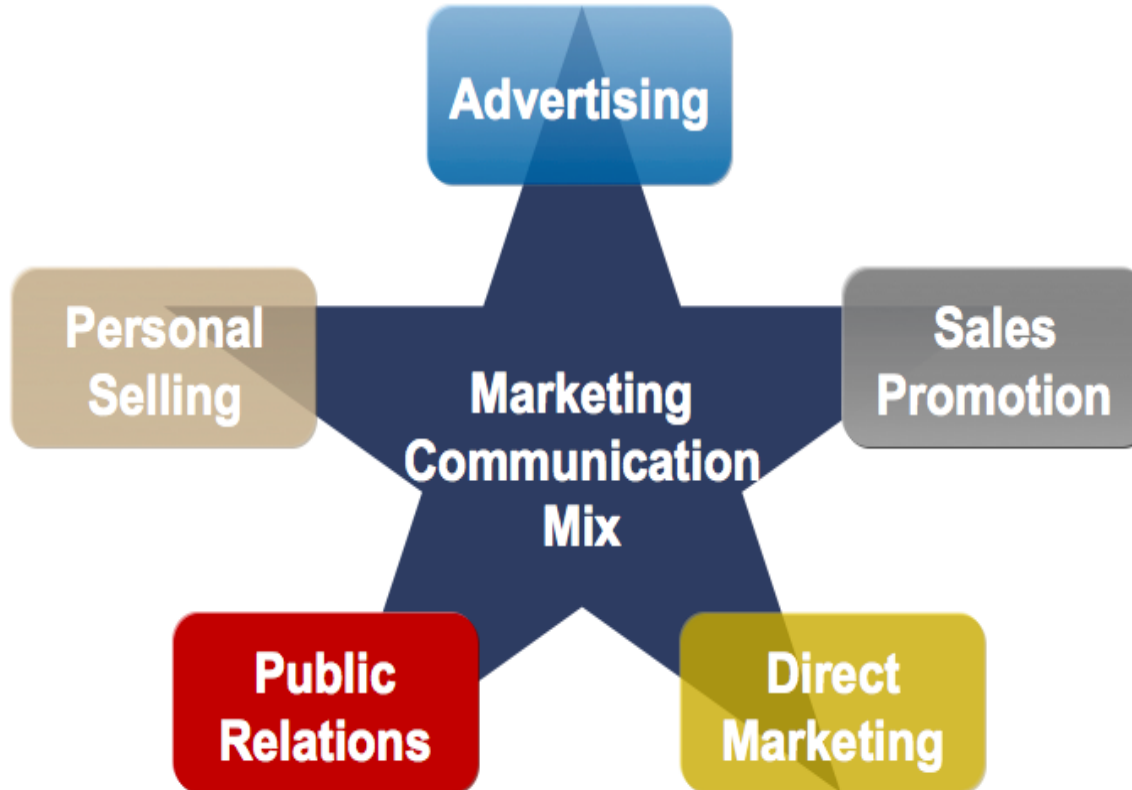 Advertising
Personal
Selling
Sales
Promotion
Marketing
Communication
Mix
Public
Relations
Direct
Marketing